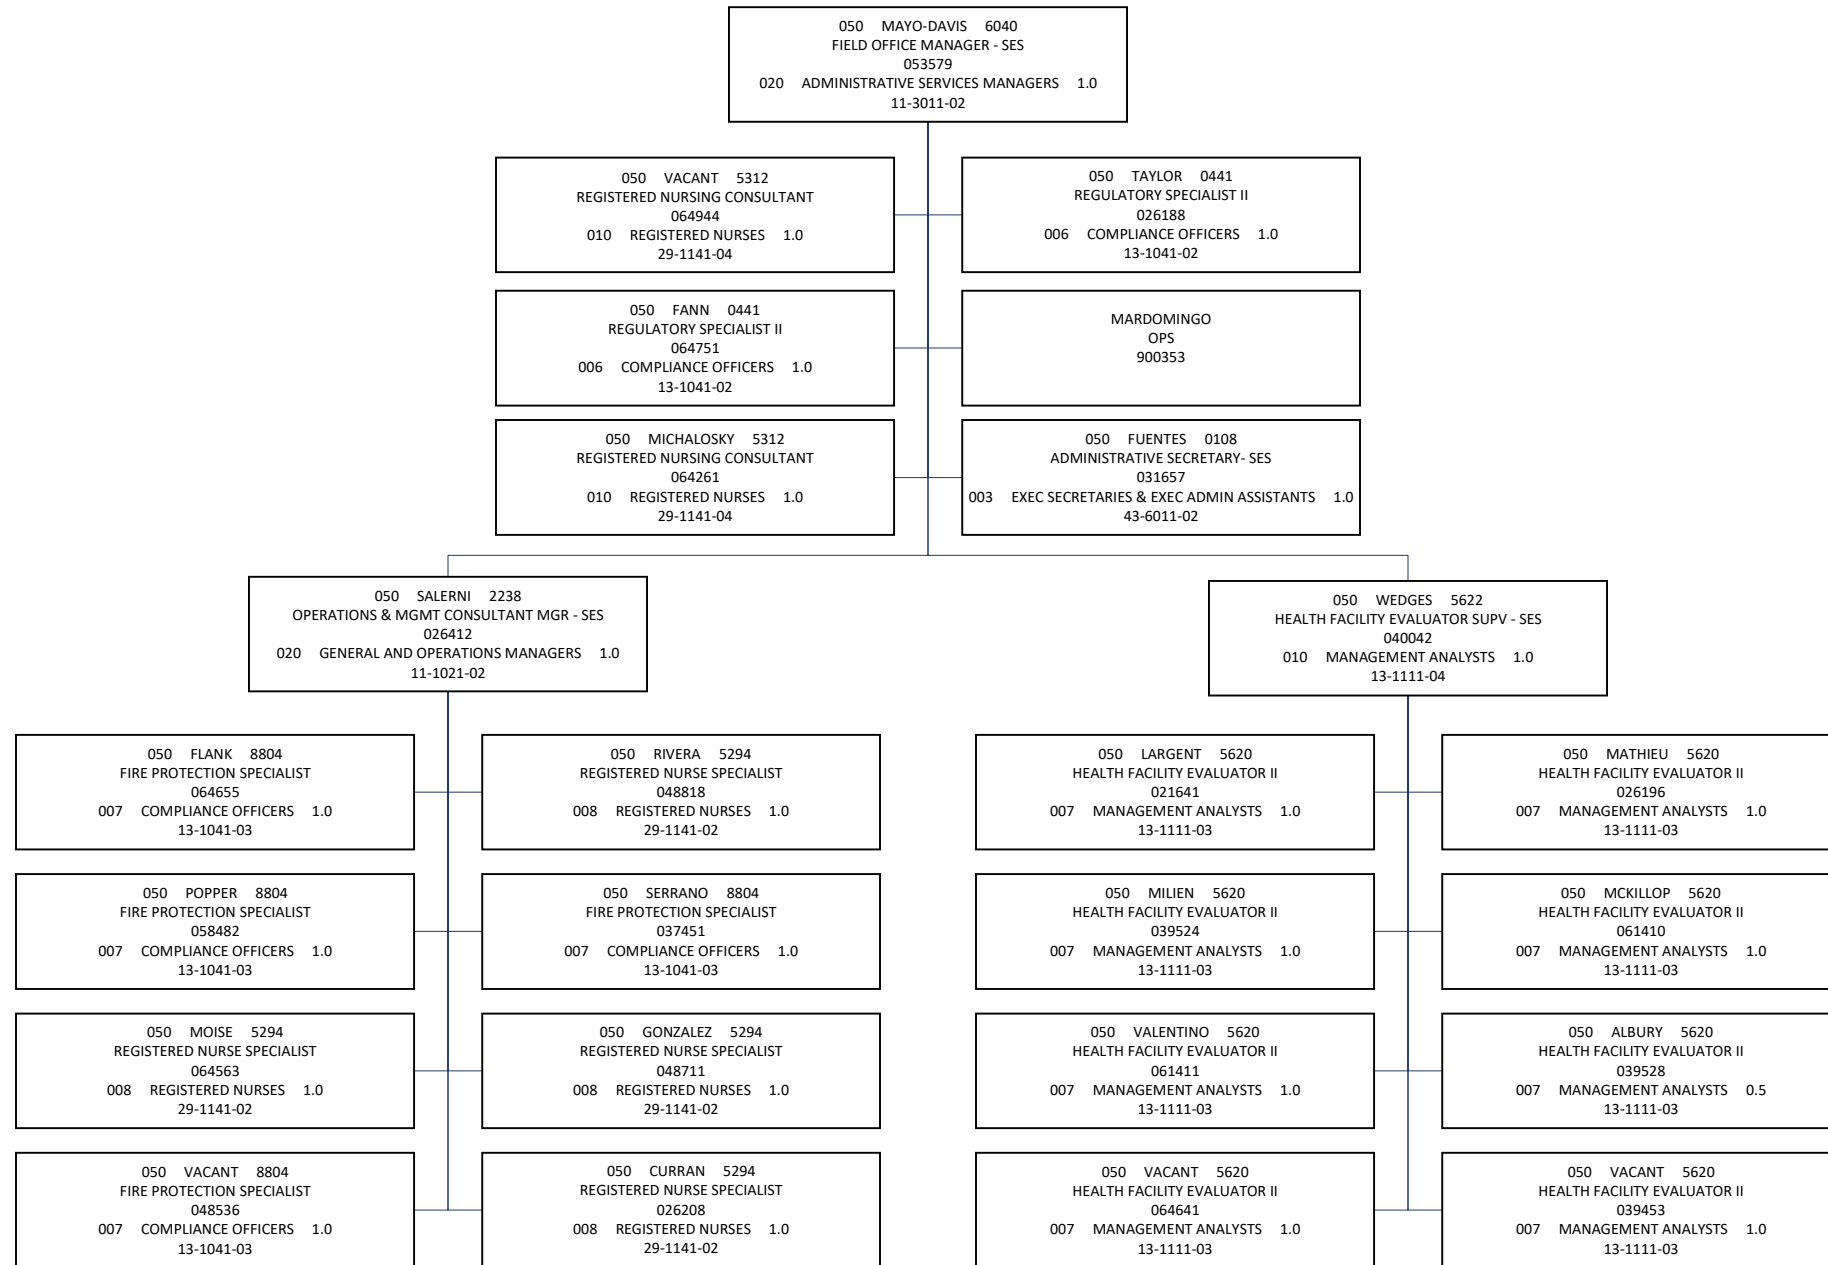 050 MAYO-DAVIS 6040
FIELD OFFICE MANAGER - SES
053579
020 ADMINISTRATIVE SERVICES MANAGERS 1.0
11-3011-02
050 VACANT 5312
REGISTERED NURSING CONSULTANT
064944
010 REGISTERED NURSES 1.0
29-1141-04
050 TAYLOR 0441
REGULATORY SPECIALIST II
026188
006 COMPLIANCE OFFICERS 1.0
13-1041-02
050 FANN 0441
REGULATORY SPECIALIST II
064751
006 COMPLIANCE OFFICERS 1.0
13-1041-02
MARDOMINGO
OPS
900353
050 MICHALOSKY 5312
REGISTERED NURSING CONSULTANT
064261
010 REGISTERED NURSES 1.0
29-1141-04
050 FUENTES 0108
ADMINISTRATIVE SECRETARY- SES
031657
003 EXEC SECRETARIES & EXEC ADMIN ASSISTANTS 1.0
43-6011-02
050 SALERNI 2238
OPERATIONS & MGMT CONSULTANT MGR - SES
026412
020 GENERAL AND OPERATIONS MANAGERS 1.0
11-1021-02
050 WEDGES 5622
HEALTH FACILITY EVALUATOR SUPV - SES
040042
010 MANAGEMENT ANALYSTS 1.0
13-1111-04
050 FLANK 8804
FIRE PROTECTION SPECIALIST
064655
007 COMPLIANCE OFFICERS 1.0
13-1041-03
050 RIVERA 5294
REGISTERED NURSE SPECIALIST
048818
008 REGISTERED NURSES 1.0
29-1141-02
050 LARGENT 5620
HEALTH FACILITY EVALUATOR II
021641
007 MANAGEMENT ANALYSTS 1.0
13-1111-03
050 MATHIEU 5620
HEALTH FACILITY EVALUATOR II
026196
007 MANAGEMENT ANALYSTS 1.0
13-1111-03
050 POPPER 8804
FIRE PROTECTION SPECIALIST
058482
007 COMPLIANCE OFFICERS 1.0
13-1041-03
050 SERRANO 8804
FIRE PROTECTION SPECIALIST
037451
007 COMPLIANCE OFFICERS 1.0
13-1041-03
050 MILIEN 5620
HEALTH FACILITY EVALUATOR II
039524
007 MANAGEMENT ANALYSTS 1.0
13-1111-03
050 MCKILLOP 5620
HEALTH FACILITY EVALUATOR II
061410
007 MANAGEMENT ANALYSTS 1.0
13-1111-03
050 MOISE 5294
REGISTERED NURSE SPECIALIST
064563
008 REGISTERED NURSES 1.0
29-1141-02
050 GONZALEZ 5294
REGISTERED NURSE SPECIALIST
048711
008 REGISTERED NURSES 1.0
29-1141-02
050 VALENTINO 5620
HEALTH FACILITY EVALUATOR II
061411
007 MANAGEMENT ANALYSTS 1.0
13-1111-03
050 ALBURY 5620
HEALTH FACILITY EVALUATOR II
039528
007 MANAGEMENT ANALYSTS 0.5
13-1111-03
050 VACANT 8804
FIRE PROTECTION SPECIALIST
048536
007 COMPLIANCE OFFICERS 1.0
13-1041-03
050 CURRAN 5294
REGISTERED NURSE SPECIALIST
026208
008 REGISTERED NURSES 1.0
29-1141-02
050 VACANT 5620
HEALTH FACILITY EVALUATOR II
064641
007 MANAGEMENT ANALYSTS 1.0
13-1111-03
050 VACANT 5620
HEALTH FACILITY EVALUATOR II
039453
007 MANAGEMENT ANALYSTS 1.0
13-1111-03